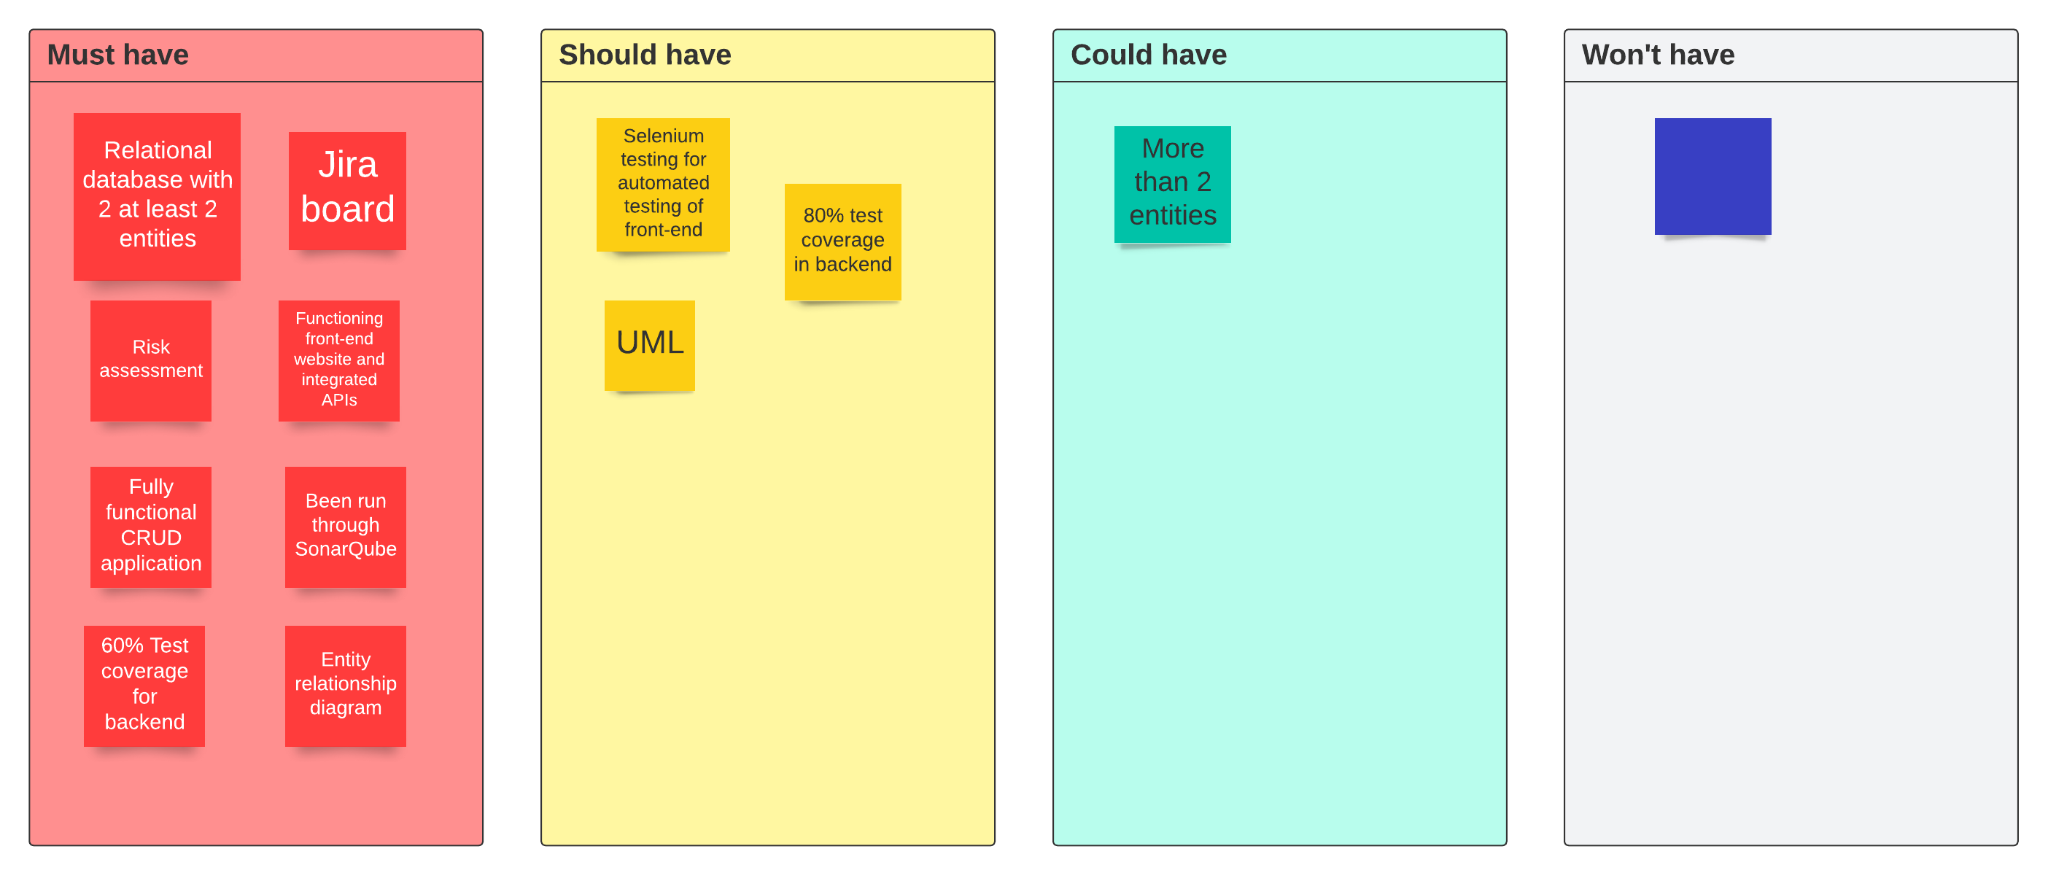 Must have
Relational
database with
2 at least 2
entities
Jira
board
Risk
assessment
Functioning
front-end
website and
integrated
APIs
Fully
functional
CRUD
application
Been run
through
SonarQube
60% Test
coverage
for
backend
Entity
relationship
diagram
Should have
Selenium
testing for
automated
testing of
front-end
80% test
coverage
in backend
UML
Could have
More
than 2
entities
Won't have